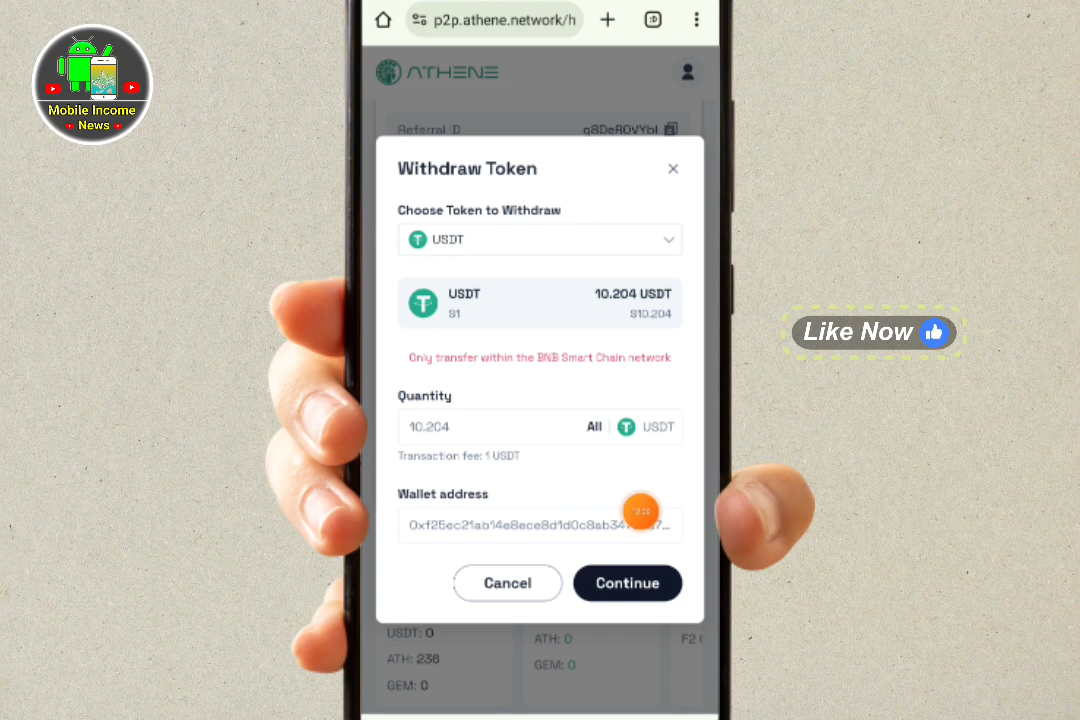 p2p.athene.network/h
:D
Mobile Income
News
ATHENE
Referral ID
q8DeROVYbI
Withdraw Token
Choose Token to Withdraw
USDT
USDT
10.204 USDT
$1
$10.204
Only transfer within the BNB Smart Chain network
Quantity
10.204
All
USDT
Transaction fee: 1 USDT
Wallet address
0xf25ec21ab14e8ece8d1d0c8ab34
Cancel
Continue
USDT: 0
ATH: 236
GEM: 0
ATH: 0
GEM: 0
F2
Like Now